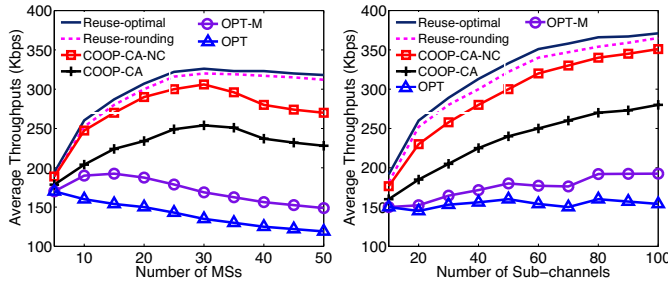 Average Throughputs (Kbps)
400
350
300
250
200
150
100
10
20
30
40
50
Number of MSs
Reuse-optimal
Reuse-rounding
COOP-CA-NC
COOP-CA
OPT-M
OPT
Average Throughputs (Kbps)
400
350
300
250
200
150
100
20
40
60
80
100
Number of Sub-channels
Reuse-optimal
Reuse-rounding
COOP-CA-NC
COOP-CA
OPT
OPT-M